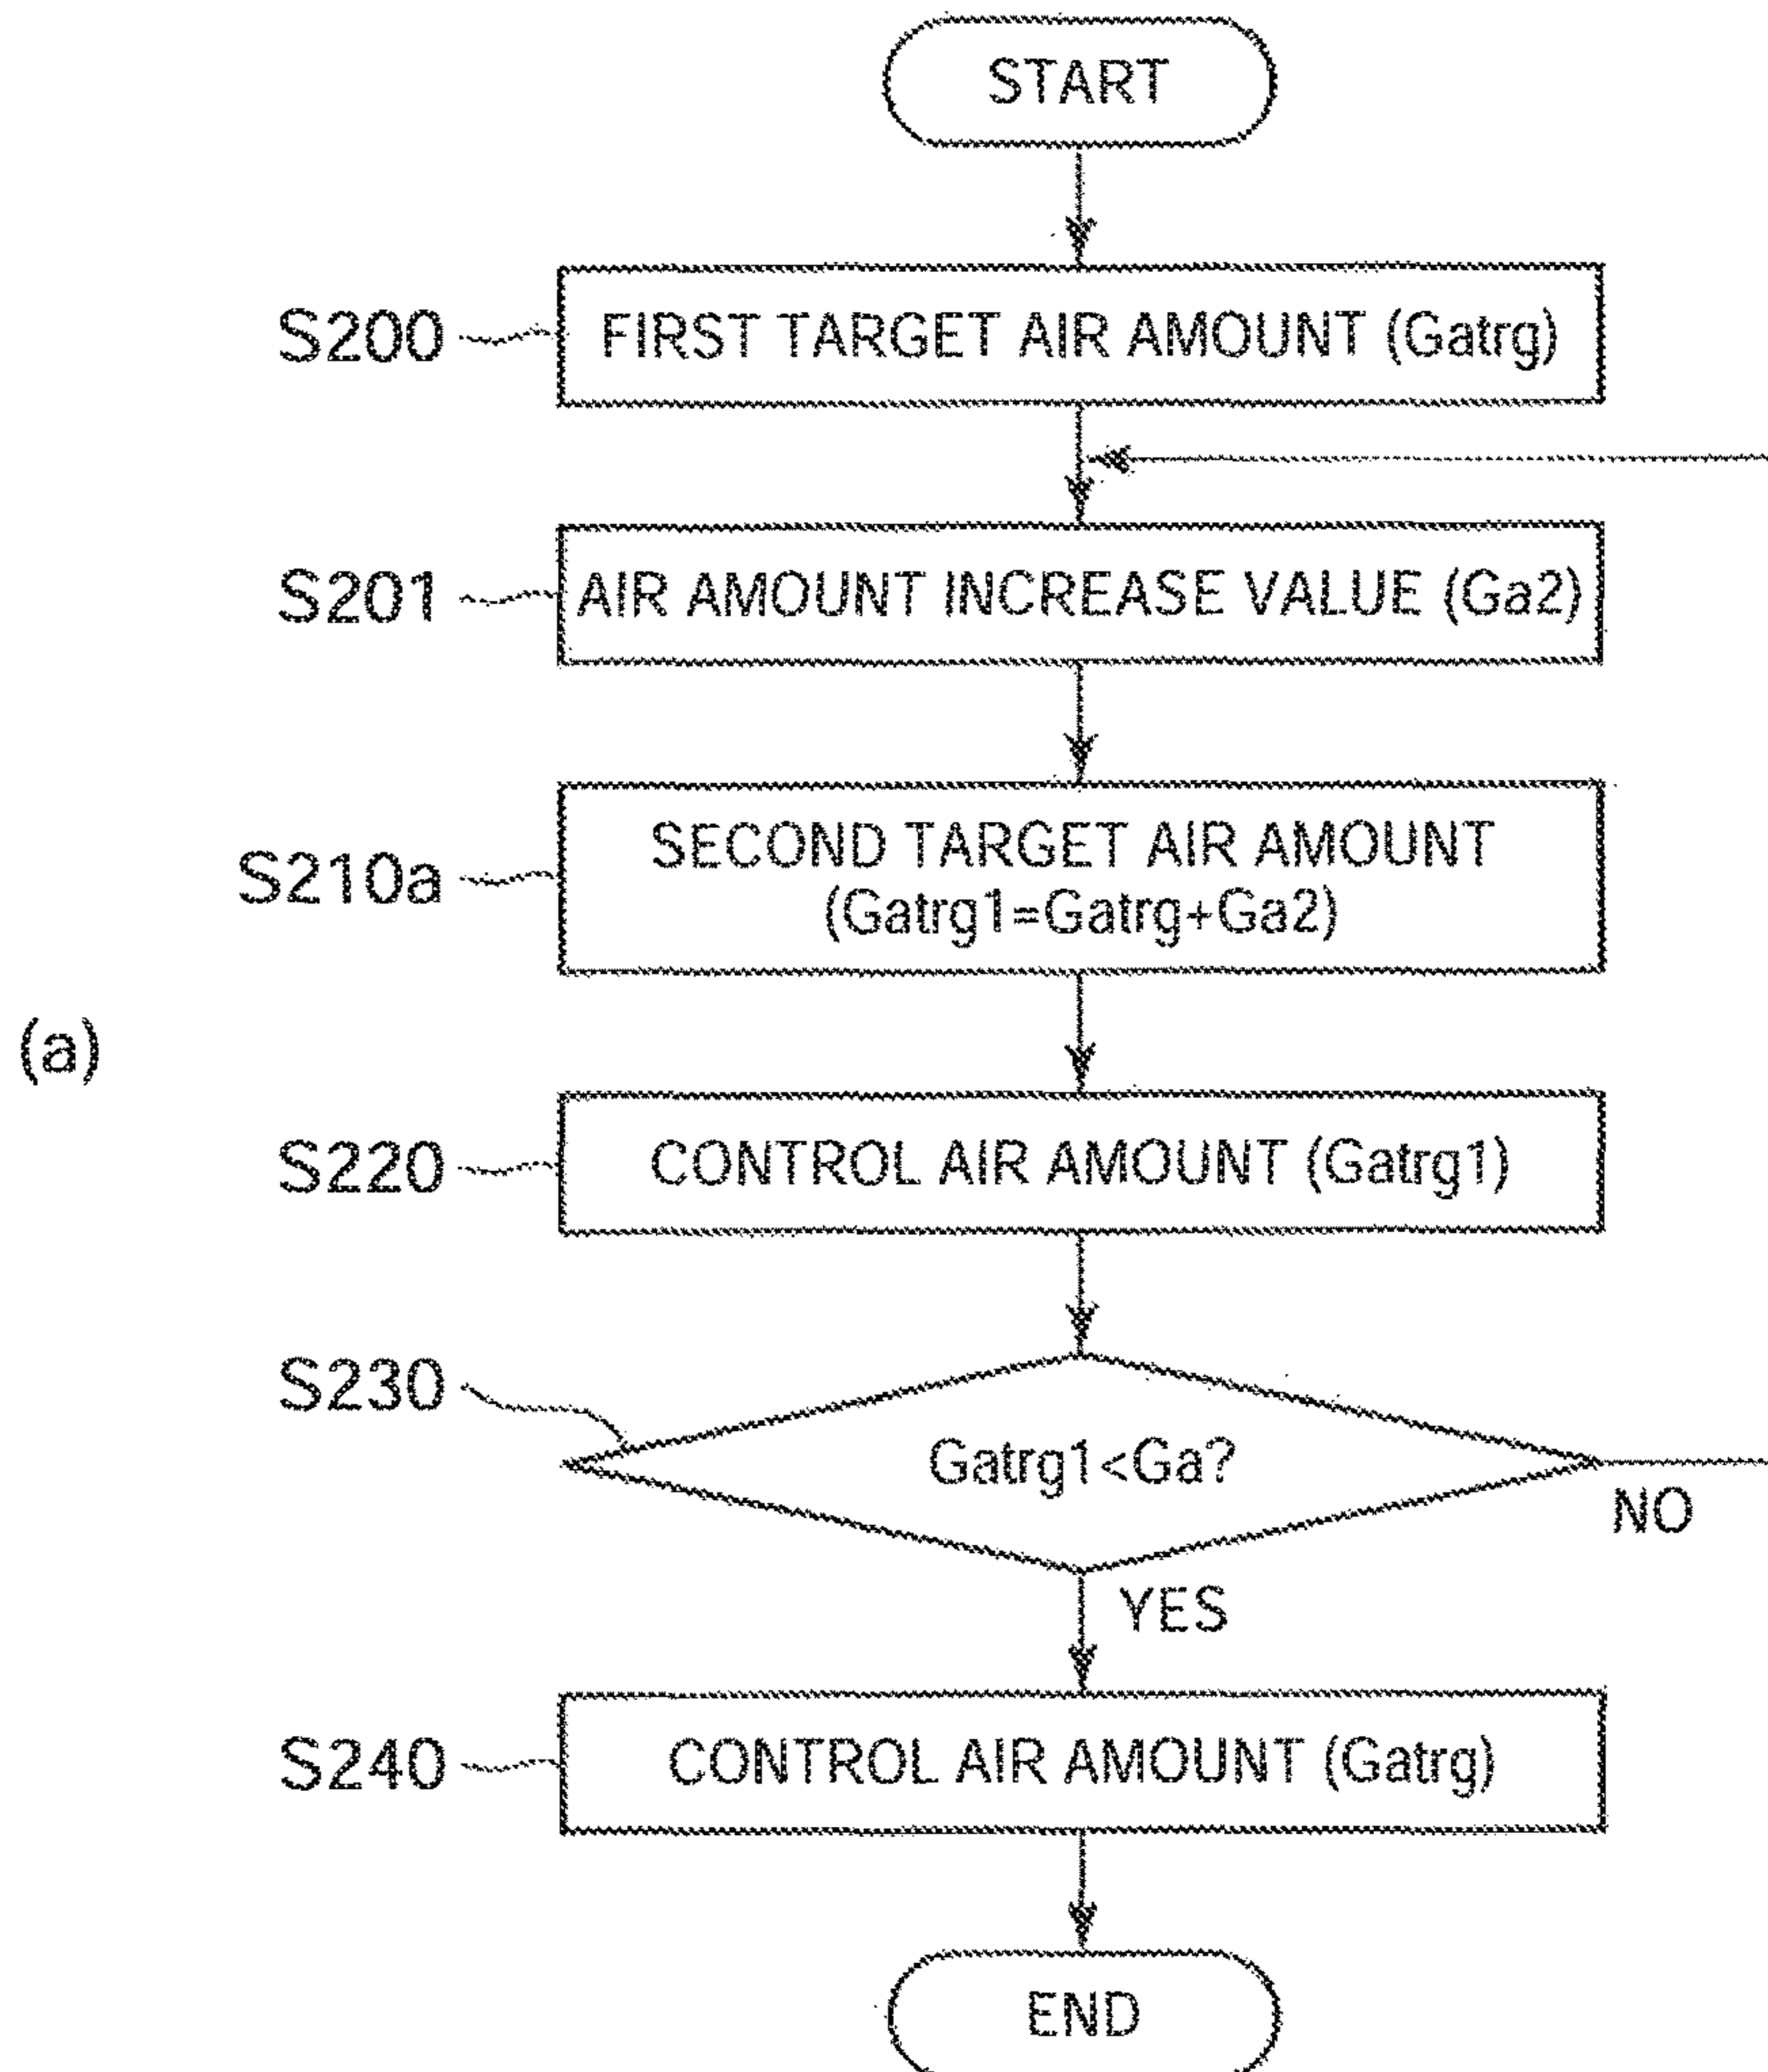 START
S200
FIRST TARGET AIR AMOUNT (Gatrg)
S201
AIR AMOUNT INCREASE VALUE (Ga2)
S210a
SECOND TARGET AIR AMOUNT
(Gatrg1=Gatrg+Ga2)
(a)
S220
CONTROL AIR AMOUNT (Gatrg1)
S230
Gatrg1<Ga?
NO
YES
S240
CONTROL AIR AMOUNT (Gatrg)
END